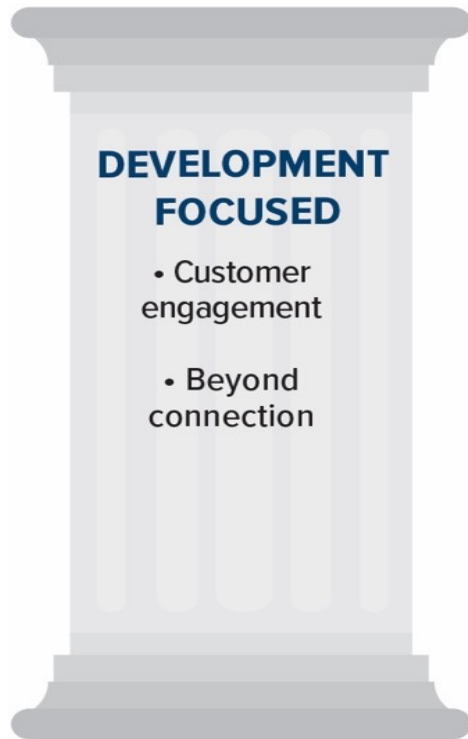 DEVELOPMENT
FOCUSED
• Customer
engagement
• Beyond
connection